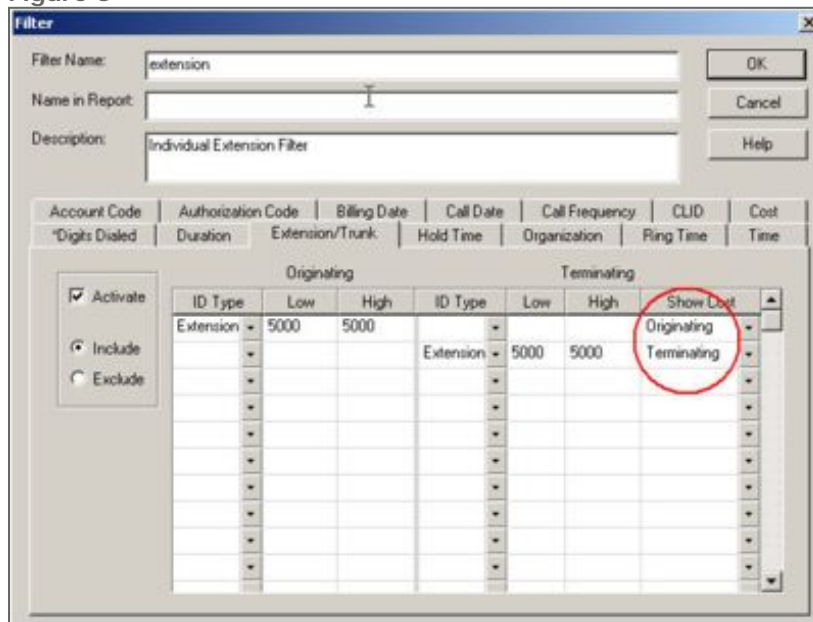 Filter
Filter Name: extension OK
Name in Report: Cancel
Description: Individual Extension Filter Help
Account Code Authorization Code Billing Date Call Date Call Frequency CLID Cost
*Digits Dialed Duration Extension/Trunk Hold Time Organization Ring Time Time
Originating Terminating
Activate ID Type Low High ID Type Low High Show Cost
Extension 5000 5000 Originating
Include Extension 5000 5000 Terminating
Exclude